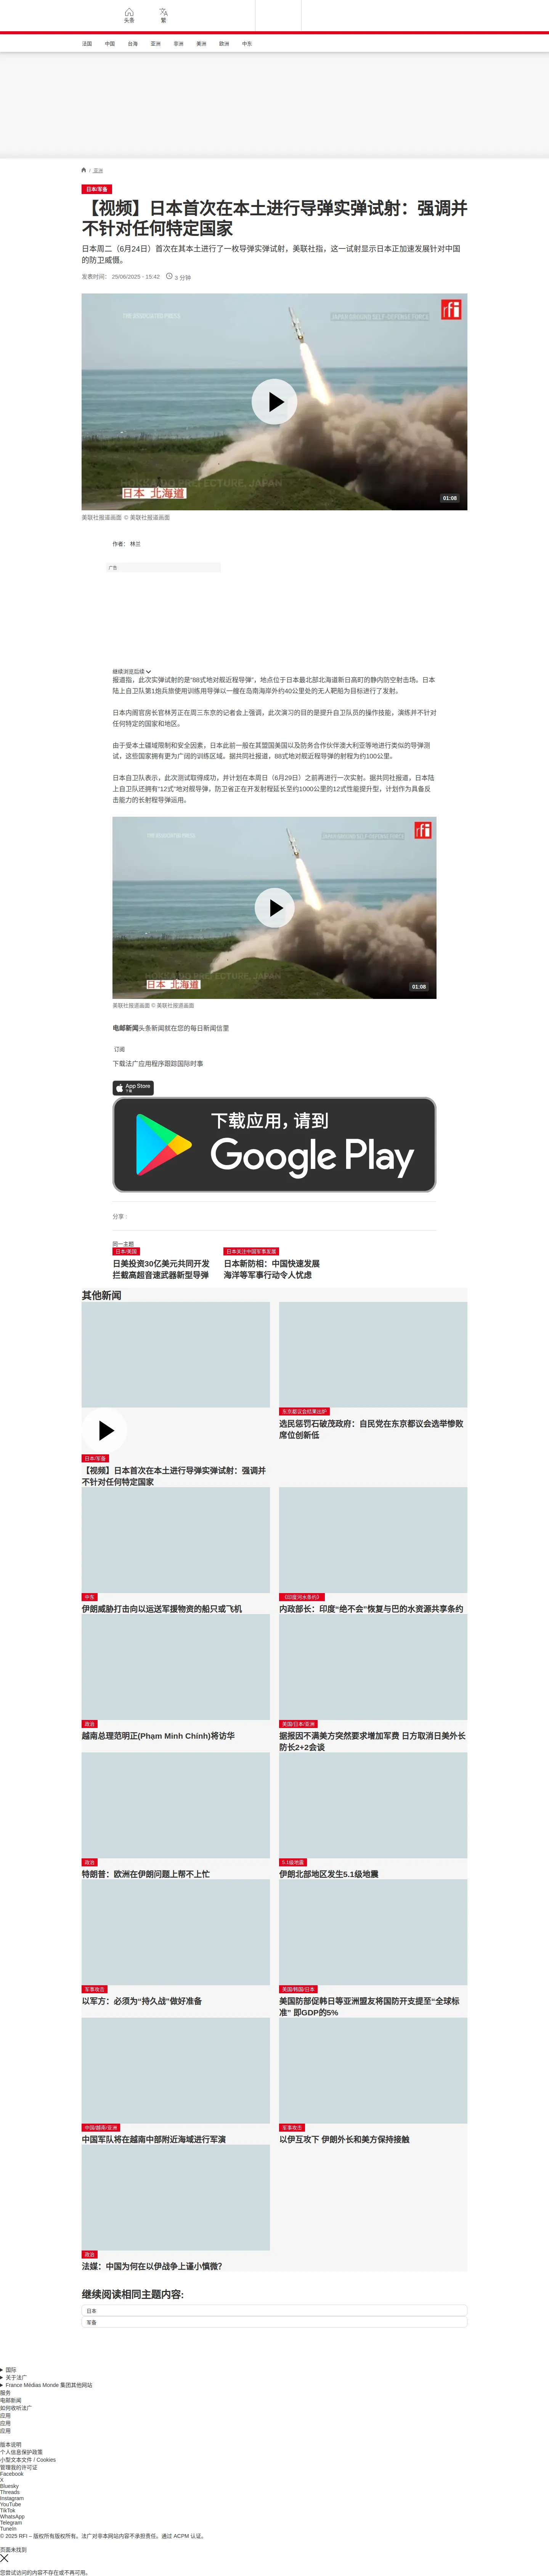 头条
繁
法国
中国
台海
亚洲
非洲
美洲
欧洲
中东
/ 亚洲
日本/军备
【视频】日本首次在本土进行导弹实弹试射：强调并
不针对任何特定国家
日本周二（6月24日）首次在其本土进行了一枚导弹实弹试射，美联社指，这一试射显示日本正加速发展针对中国
的防卫威慑。
发表时间： 25/06/2025 - 15:42
3 分钟
THE ASSOCIATED PRESS
JAPAN GROUND SELF-DEFENSE FORCE
rfi
HOKKAIDO PREFECTURE, JAPAN
日本 北海道
01:08
美联社报道画面 © 美联社报道画面
作者： 林兰
广告
继续浏览后续
报道指，此次实弹试射的是“88式地对舰近程导弹”，地点位于日本最北部北海道新日高町的静内防空射击场。日本
陆上自卫队第1炮兵旅使用训练用导弹以一艘在岛南海岸外约40公里处的无人靶船为目标进行了发射。
日本内阁官房长官林芳正在周三东京的记者会上强调，此次演习的目的是提升自卫队员的操作技能，演练并不针对
任何特定的国家和地区。
由于受本土疆域限制和安全因素，日本此前一般在其盟国美国以及防务合作伙伴澳大利亚等地进行类似的导弹测
试，这些国家拥有更为广阔的训练区域。据共同社报道，88式地对舰近程导弹的射程为约100公里。
日本自卫队表示，此次测试取得成功，并计划在本周日（6月29日）之前再进行一次实射。据共同社报道，日本陆
上自卫队还拥有”12式“地对舰导弹，防卫省正在开发射程延长至约1000公里的12式性能提升型，计划作为具备反
击能力的长射程导弹运用。
THE ASSOCIATED PRESS
JAPAN GROUND SELF-DEFENSE FORCE
rfi
HOKKAIDO PREFECTURE, JAPAN
日本 北海道
01:08
美联社报道画面 © 美联社报道画面
电邮新闻头条新闻就在您的每日新闻信里
订阅
下载法广应用程序跟踪国际时事
App Store
下载应用，请到
Google Play
分享 :
同一主题
日本/美国
日美投资30亿美元共同开发
拦截高超音速武器新型导弹
日本关注中国军事发展
日本新防相：中国快速发展
海洋等军事行动令人忧虑
其他新闻
日本/军备
【视频】日本首次在本土进行导弹实弹试射：强调并
不针对任何特定国家
东京都议会结果出炉
选民惩罚石破茂政府：自民党在东京都议会选举惨败
席位创新低
中东
伊朗威胁打击向以运送军援物资的船只或飞机
《印度河水条约》
内政部长：印度“绝不会”恢复与巴的水资源共享条约
政治
越南总理范明正(Phạm Minh Chính)将访华
美国/日本/亚洲
据报因不满美方突然要求增加军费 日方取消日美外长
防长2+2会谈
政治
特朗普：欧洲在伊朗问题上帮不上忙
5.1级地震
伊朗北部地区发生5.1级地震
军事攻击
以军方：必须为“持久战”做好准备
美国/韩国/日本
美国防部促韩日等亚洲盟友将国防开支提至“全球标
准” 即GDP的5%
中国/越南/亚洲
中国军队将在越南中部附近海域进行军演
军事攻击
以伊互攻下 伊朗外长和美方保持接触
政治
法媒：中国为何在以伊战争上谨小慎微？
继续阅读相同主题内容:
日本
军备
国际
关于法广
France Médias Monde 集团其他网站
服务
电邮新闻
如何收听法广
应用
应用
应用
版本说明
个人信息保护政策
小型文本文件 / Cookies
管理我的许可证
Facebook
X
Bluesky
Threads
Instagram
YouTube
TikTok
WhatsApp
Telegram
TuneIn
© 2025 RFI – 版权所有版权所有。法广对非本网站内容不承担责任。通过 ACPM 认证。
页面未找到
您尝试访问的内容不存在或不再可用。